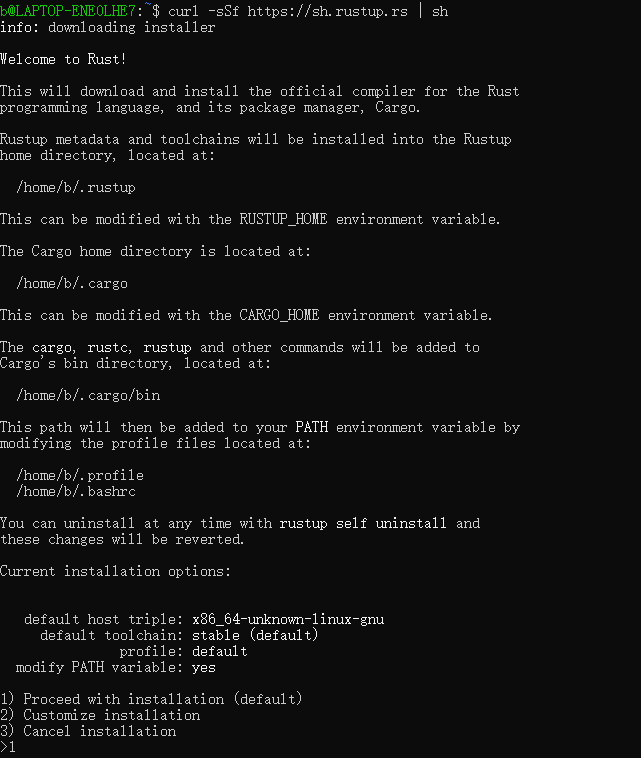 b@LAPTOP-ENEOLHE7:~$ curl -sSf https://sh.rustup.rs | sh
info: downloading installer
Welcome to Rust!
This will download and install the official compiler for the Rust
programming language, and its package manager, Cargo.
Rustup metadata and toolchains will be installed into the Rustup
home directory, located at:
/home/b/.rustup
This can be modified with the RUSTUP_HOME environment variable.
The Cargo home directory is located at:
/home/b/.cargo
This can be modified with the CARGO_HOME environment variable.
The cargo, rustc, rustup and other commands will be added to
Cargo's bin directory, located at:
/home/b/.cargo/bin
This path will then be added to your PATH environment variable by
modifying the profile files located at:
/home/b/.profile
/home/b/.bashrc
You can uninstall at any time with rustup self uninstall and
these changes will be reverted.
Current installation options:
default host triple: x86_64-unknown-linux-gnu
default toolchain: stable (default)
profile: default
modify PATH variable: yes
1) Proceed with installation (default)
2) Customize installation
3) Cancel installation
>1